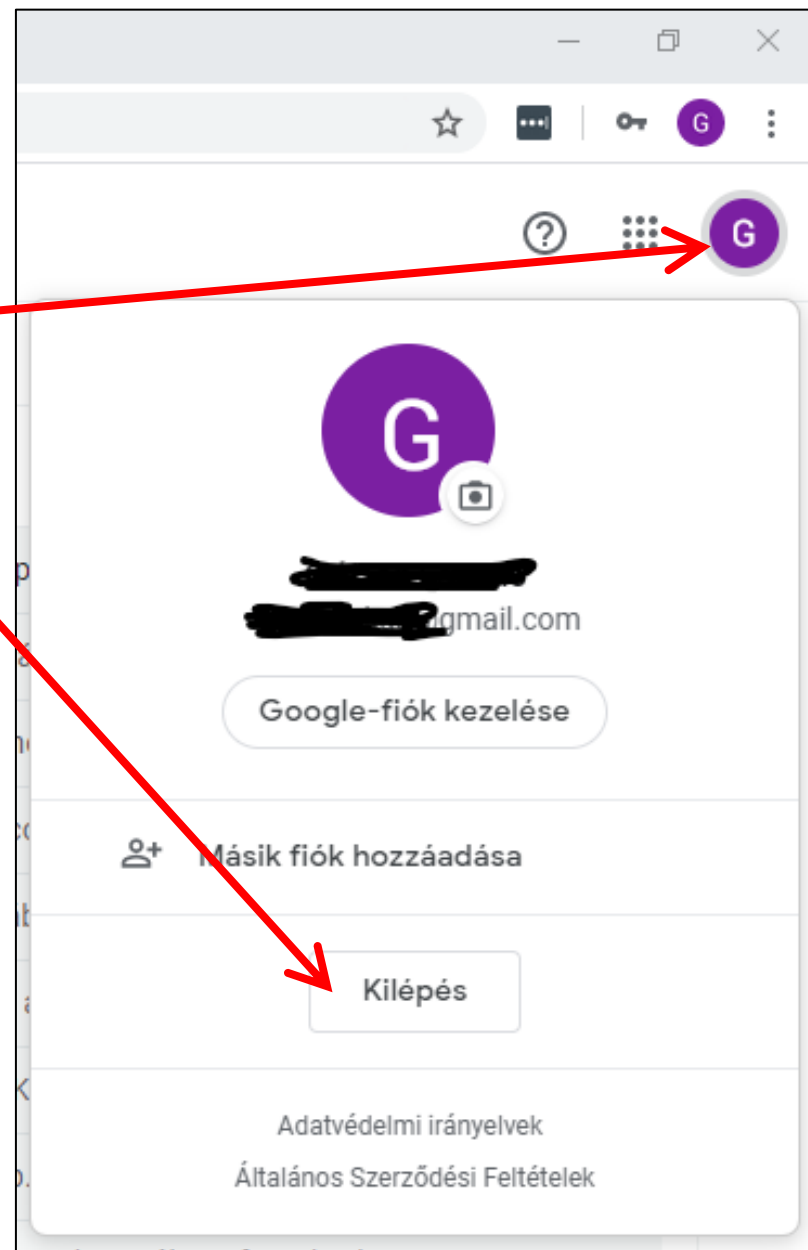 G
G
G
gmail.com
Google-fiók kezelése
Másik fiók hozzáadása
Kilépés
Adatvédelmi irányelvek
Általános Szerződési Feltételek